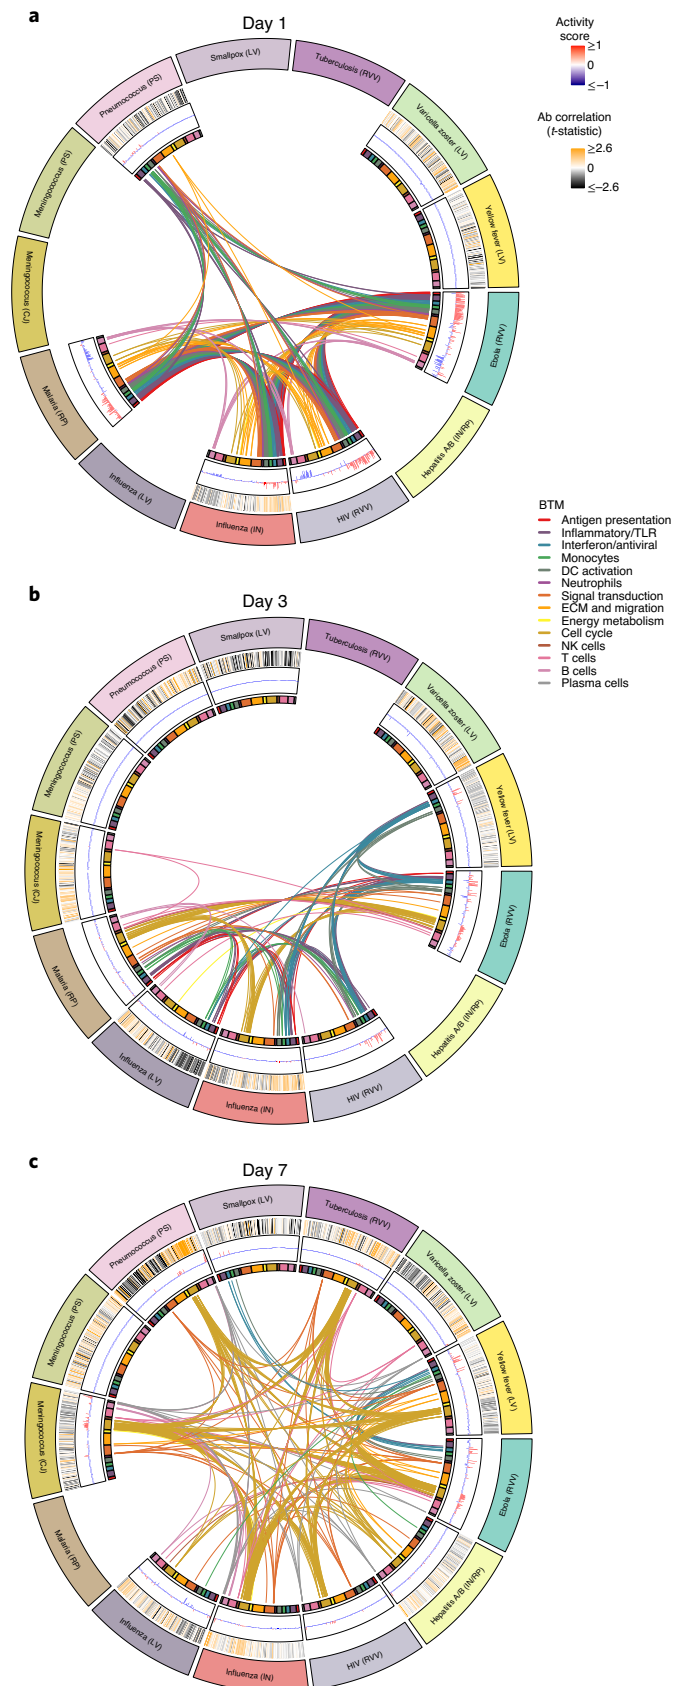 a
Day 1
Activity
score
≥1
0
≤−1
Ab correlation
(t-statistic)
≥2.6
0
≤−2.6
Smallpox (LV)
Tuberculosis (RVV)
Varicella zoster (LV)
Yellow fever (LV)
Ebola (RVV)
Hepatitis A/B (IN/RP)
HIV (RVV)
Influenza (IN)
Influenza (LV)
Malaria (RP)
Meningococcus (CJ)
Meningococcus (PS)
Pneumococcus (PS)
BTM
Antigen presentation
Inflammatory/TLR
Interferon/antiviral
Monocytes
DC activation
Neutrophils
Signal transduction
ECM and migration
Energy metabolism
Cell cycle
NK cells
T cells
B cells
Plasma cells
b
Day 3
Smallpox (LV)
Tuberculosis (RVV)
Varicella zoster (LV)
Yellow fever (LV)
Ebola (RVV)
Hepatitis A/B (IN/RP)
HIV (RVV)
Influenza (IN)
Influenza (LV)
Malaria (RP)
Meningococcus (CJ)
Meningococcus (PS)
Pneumococcus (PS)
c
Day 7
Smallpox (LV)
Tuberculosis (RVV)
Varicella zoster (LV)
Yellow fever (LV)
Ebola (RVV)
Hepatitis A/B (IN/RP)
HIV (RVV)
Influenza (IN)
Influenza (LV)
Malaria (RP)
Meningococcus (CJ)
Meningococcus (PS)
Pneumococcus (PS)